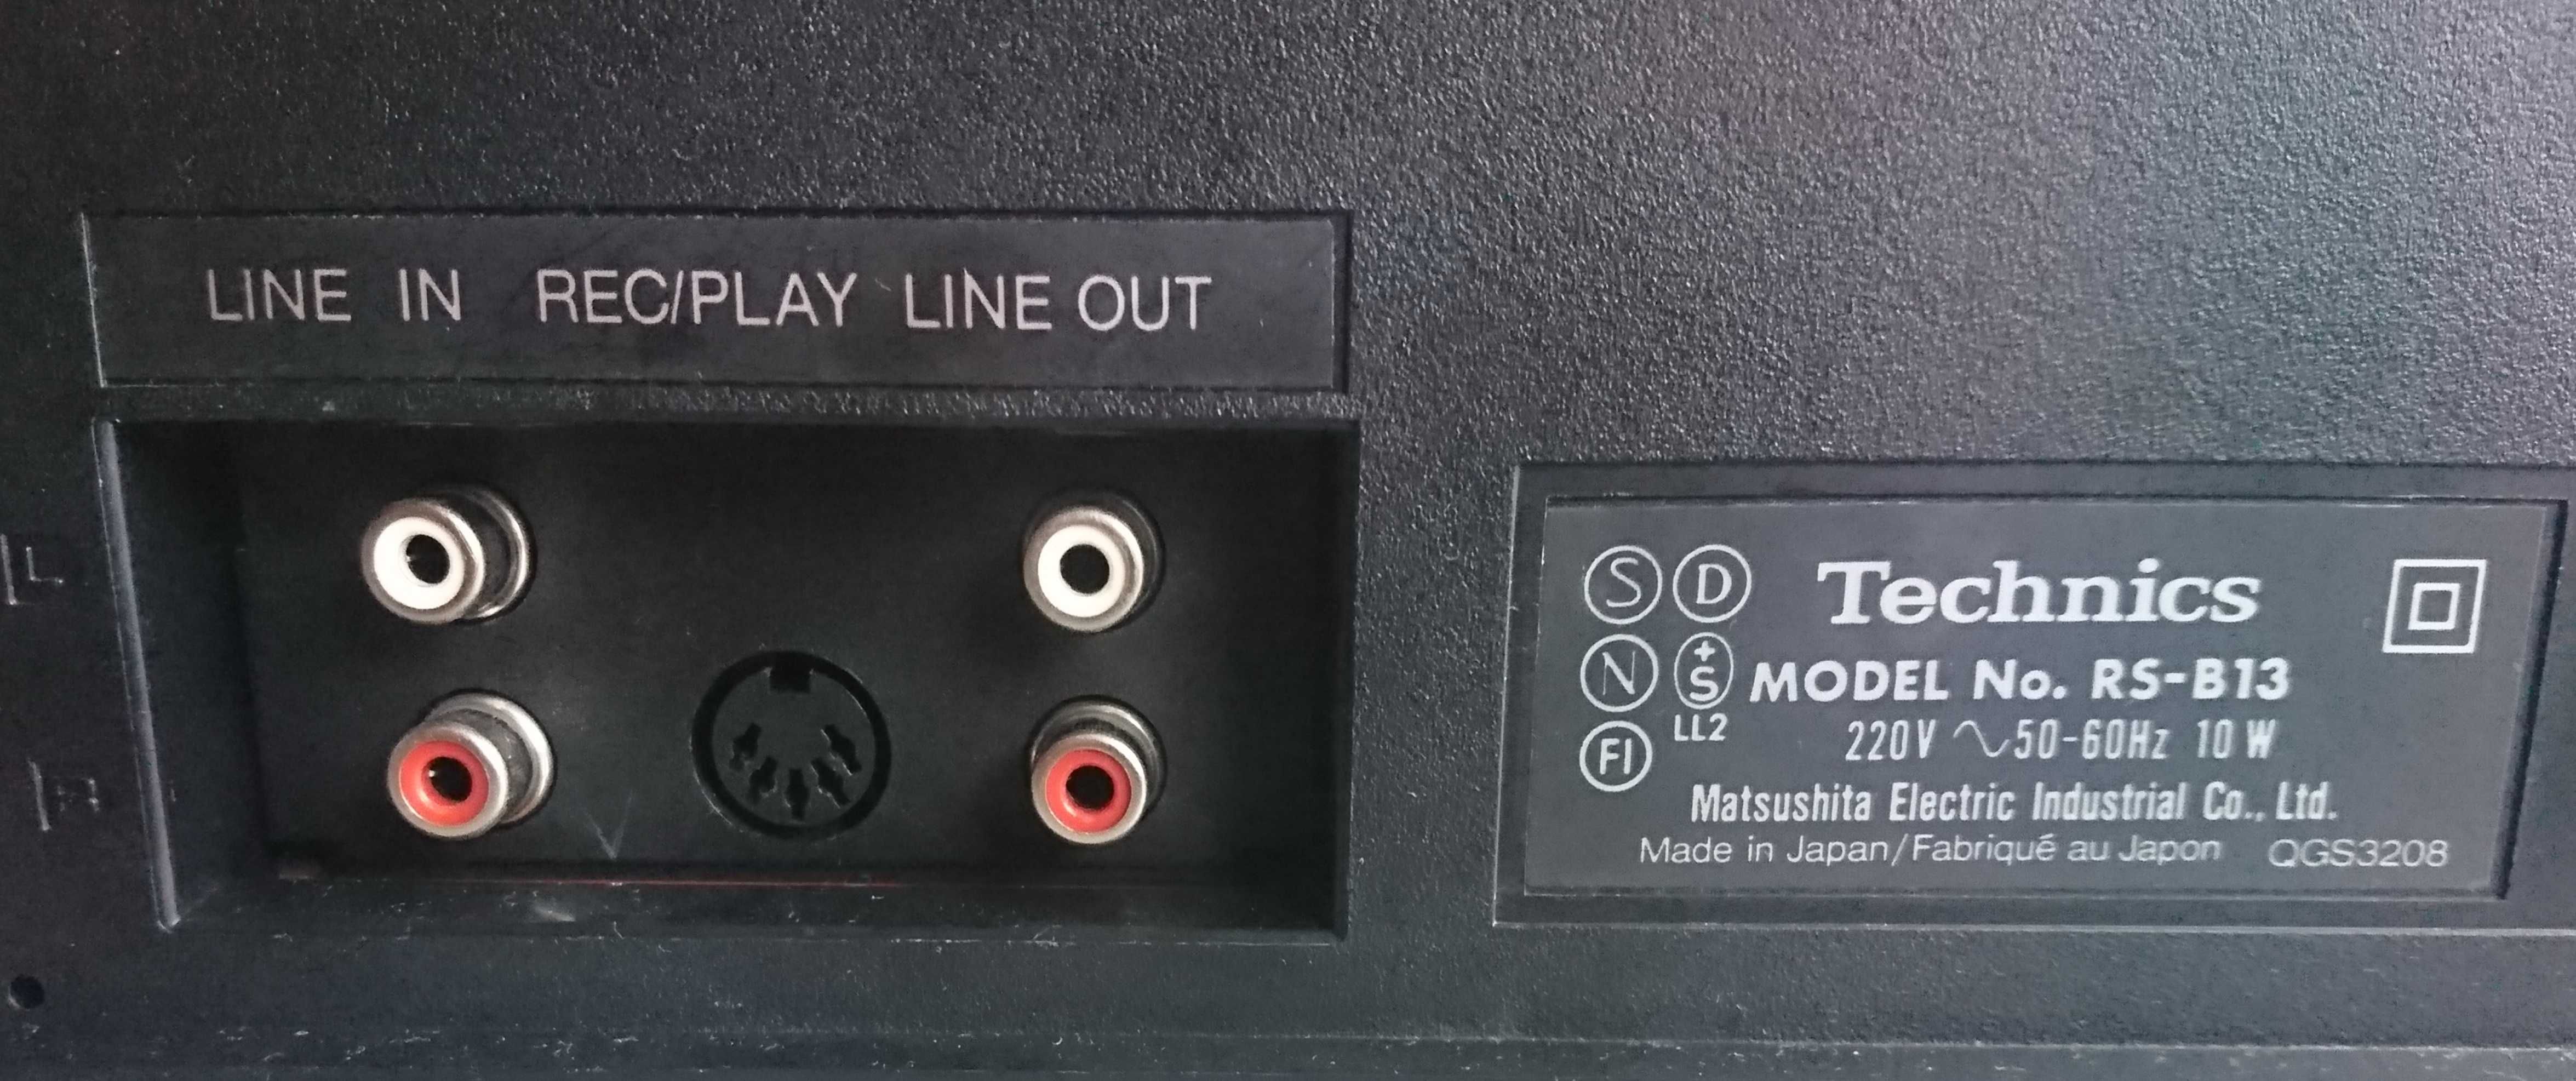 LINE IN REC/PLAY LINE OUT
L
R
S D Technics
N +S MODEL No. RS-B13
LL2
FI 220V ∿50-60Hz 10W
Matsushita Electric Industrial Co., Ltd.
Made in Japan/Fabriqué au Japon QGS3208